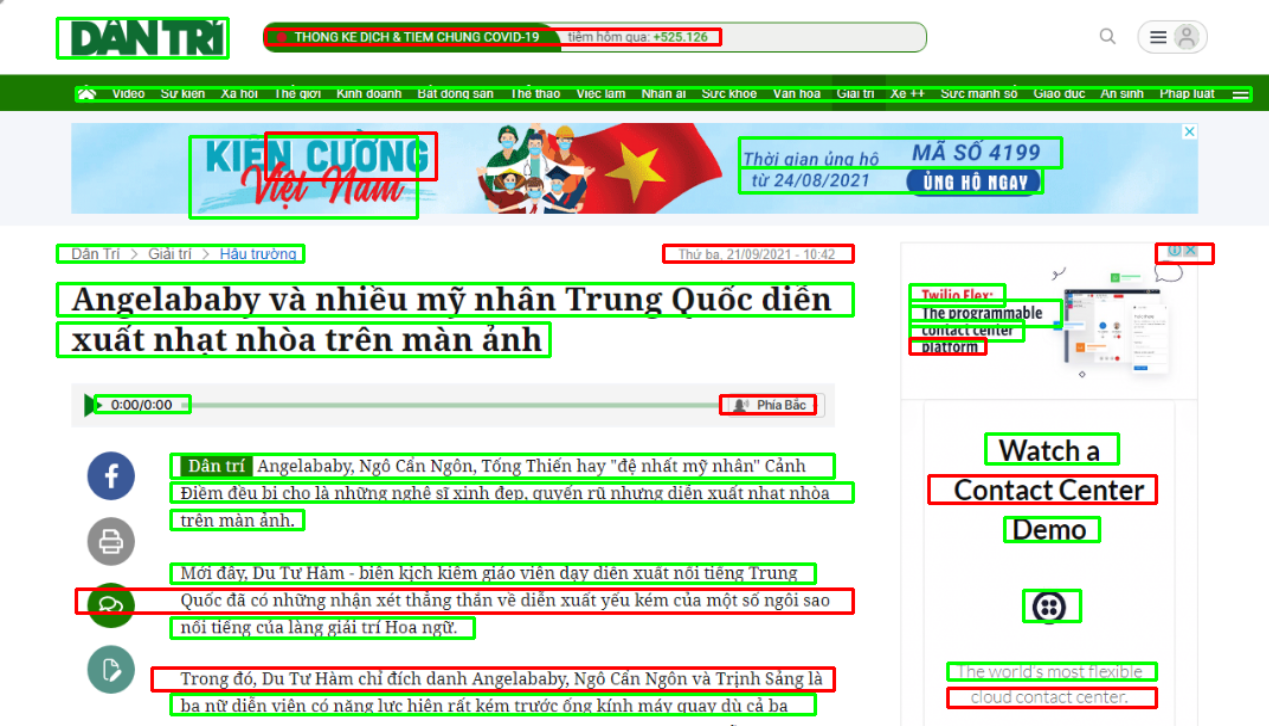 DÂN TRÍ
THỐNG KÊ DỊCH & TIÊM CHỦNG COVID-19 tiêm hôm qua: +525.126
Video Sự kiện Xã hội Thế giới Kinh doanh Bất động sản Thể thao Việc làm Nhân ái Sức khỏe Văn hóa Giải trí Xe ++ Sức mạnh số Giáo dục An sinh Pháp luật
KIÊN CƯỜNG
Việt Nam
Thời gian ủng hộ
từ 24/08/2021
MÃ SỐ 4199
ỦNG HỘ NGAY
Dân Trí > Giải trí > Hậu trường
Thứ ba, 21/09/2021 - 10:42
Angelababy và nhiều mỹ nhân Trung Quốc diễn
xuất nhạt nhòa trên màn ảnh
0:00/0:00
Phía Bắc
Dân trí Angelababy, Ngô Cẩn Ngôn, Tống Thiến hay "đệ nhất mỹ nhân" Cảnh
Điềm đều bị cho là những nghệ sĩ xinh đẹp, quyến rũ nhưng diễn xuất nhạt nhòa
trên màn ảnh.
Mới đây, Du Tư Hàm - biên kịch kiêm giáo viên dạy diễn xuất nổi tiếng Trung
Quốc đã có những nhận xét thẳng thắn về diễn xuất yếu kém của một số ngôi sao
nổi tiếng của làng giải trí Hoa ngữ.
Trong đó, Du Tư Hàm chỉ đích danh Angelababy, Ngô Cẩn Ngôn và Trịnh Sảng là
ba nữ diễn viên có năng lực hiện rất kém trước ống kính máy quay dù cả ba
Twilio Flex:
The programmable
contact center
platform
Watch a
Contact Center
Demo
The world's most flexible
cloud contact center.